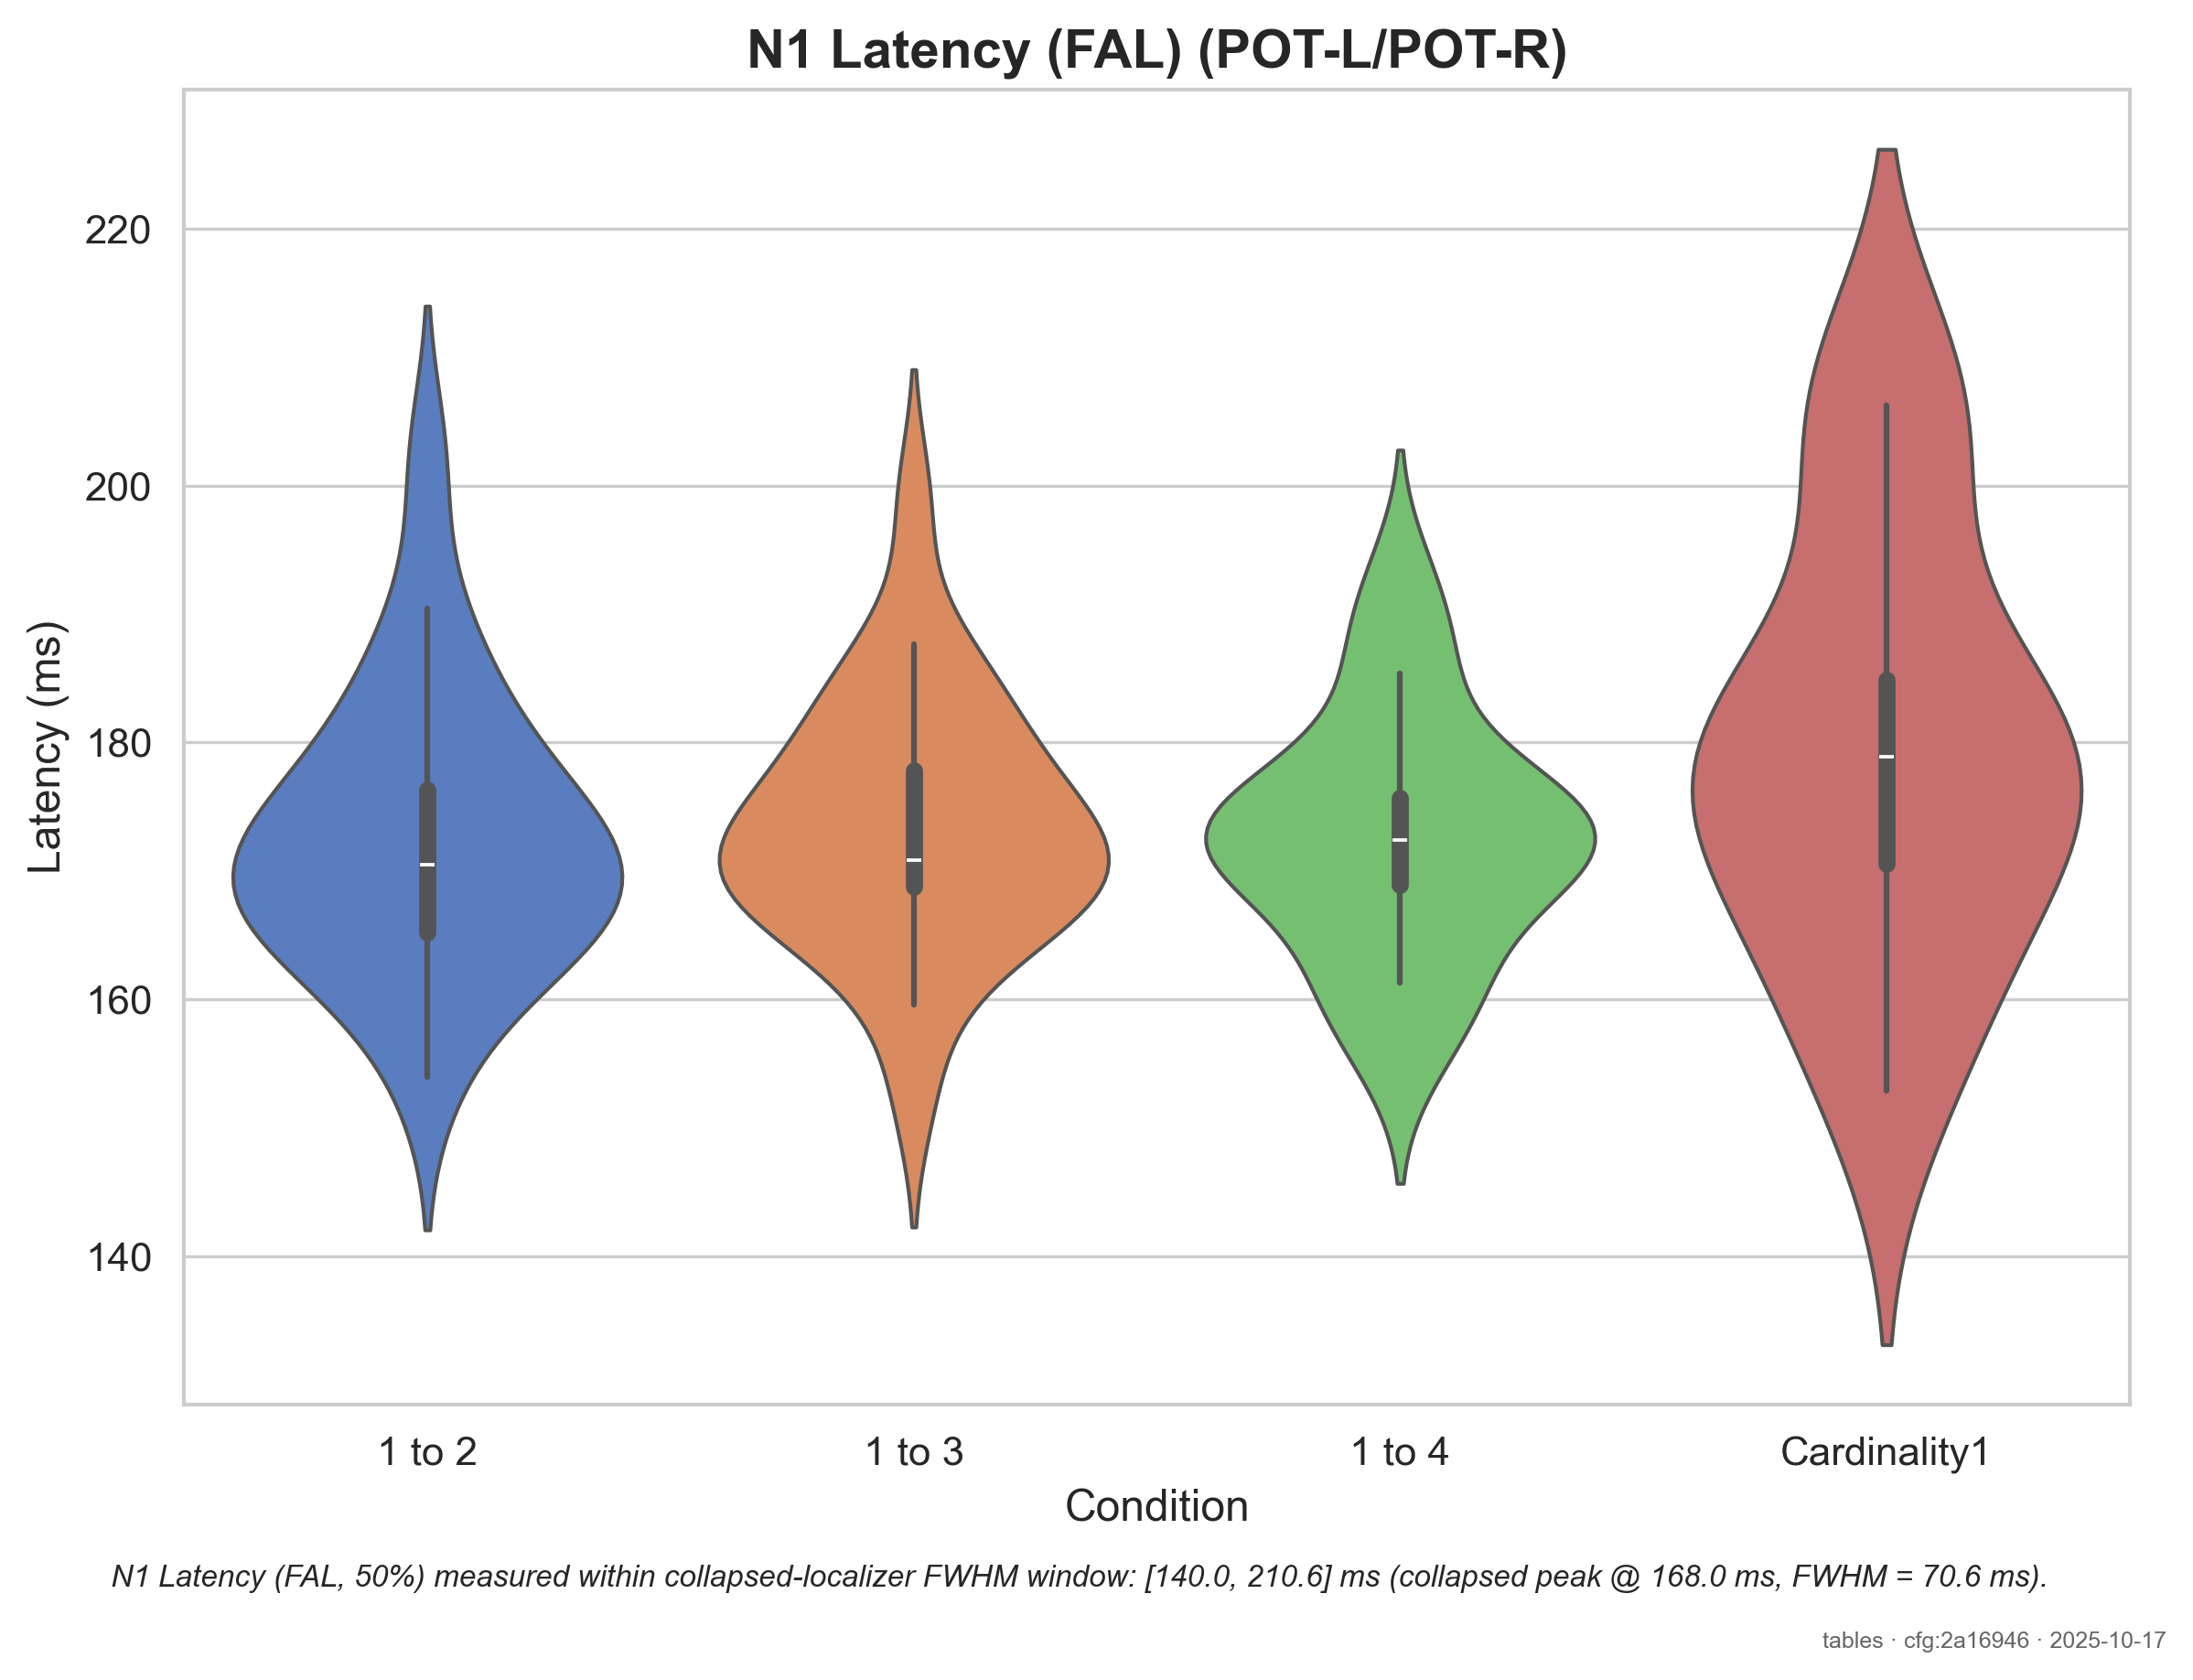 N1 Latency (FAL) (POT-L/POT-R)
Latency (ms)
220
200
180
160
140
1 to 2
1 to 3
1 to 4
Cardinality1
Condition
N1 Latency (FAL, 50%) measured within collapsed-localizer FWHM window: [140.0, 210.6] ms (collapsed peak @ 168.0 ms, FWHM = 70.6 ms).
tables · cfg:2a16946 · 2025-10-17